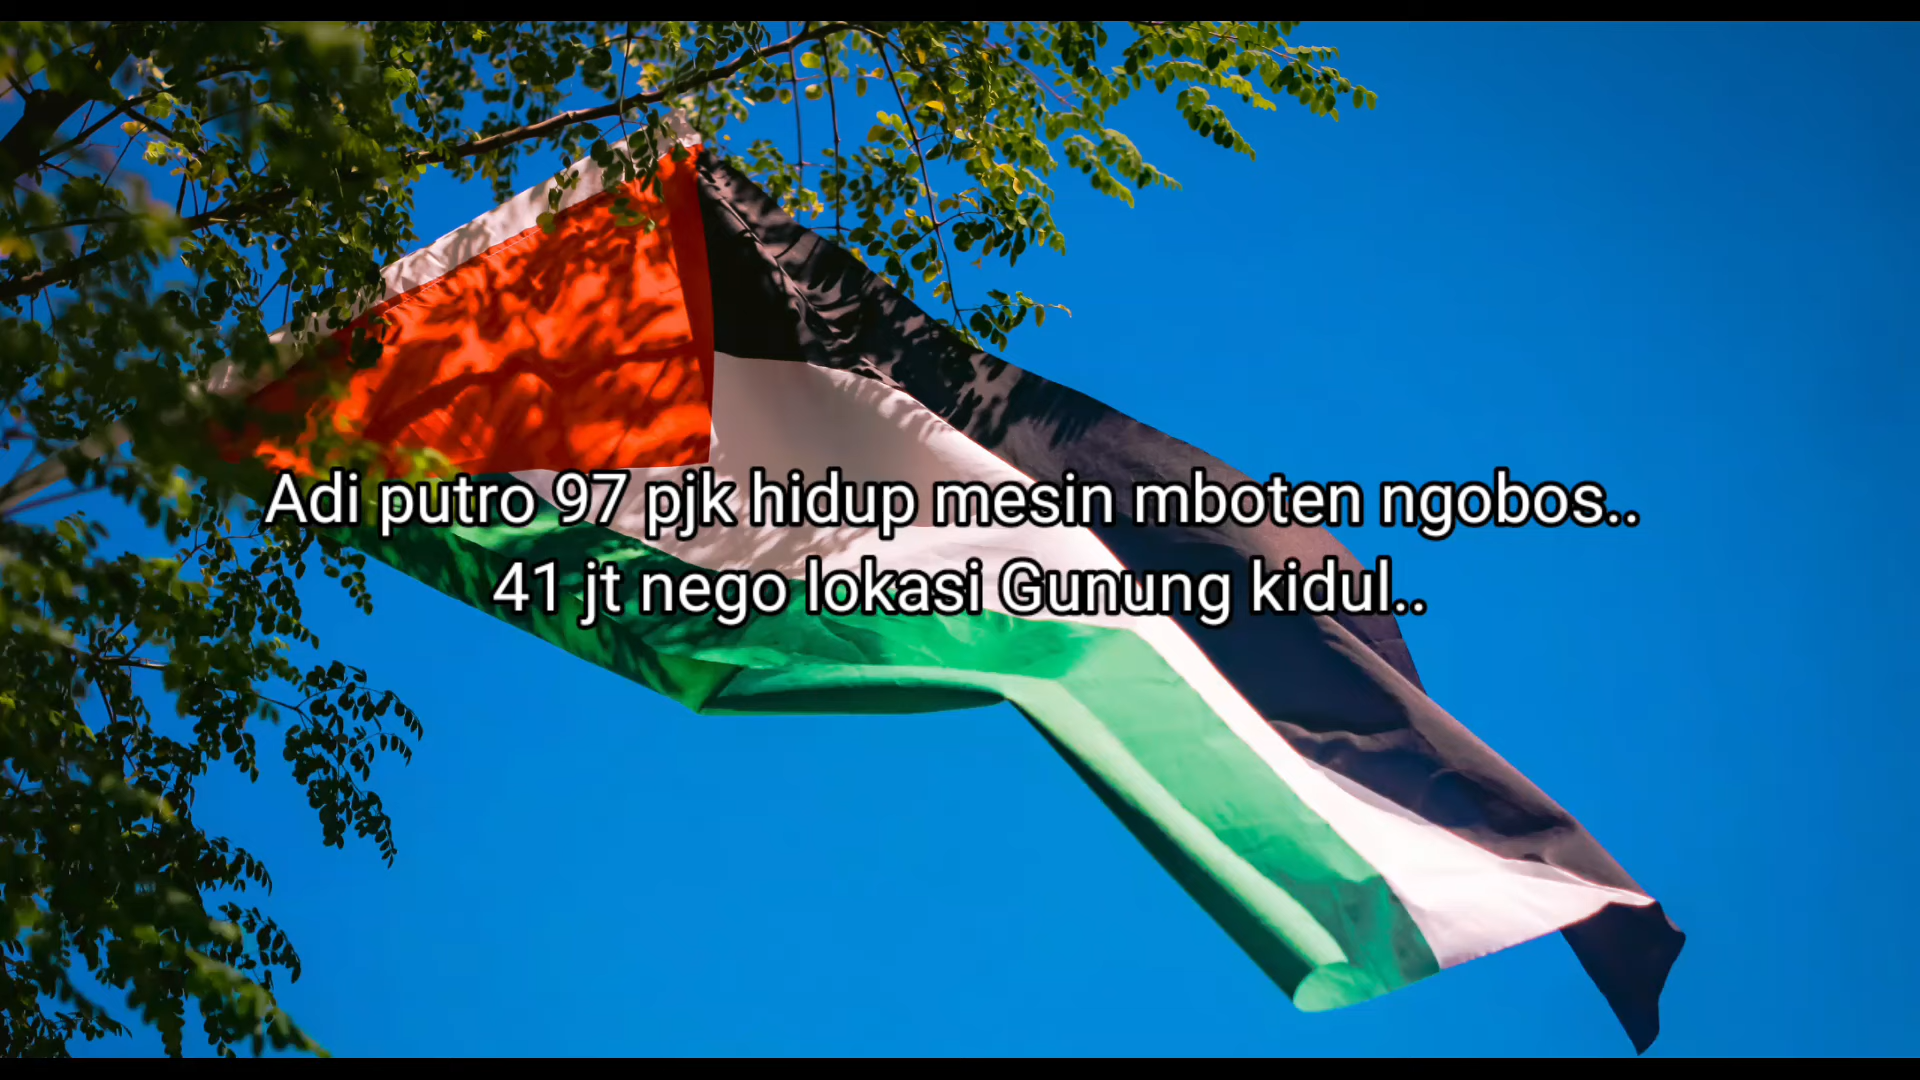 Adi putro 97 pjk hidup mesin mboten ngobos..
41 jt nego lokasi Gunung kidul..